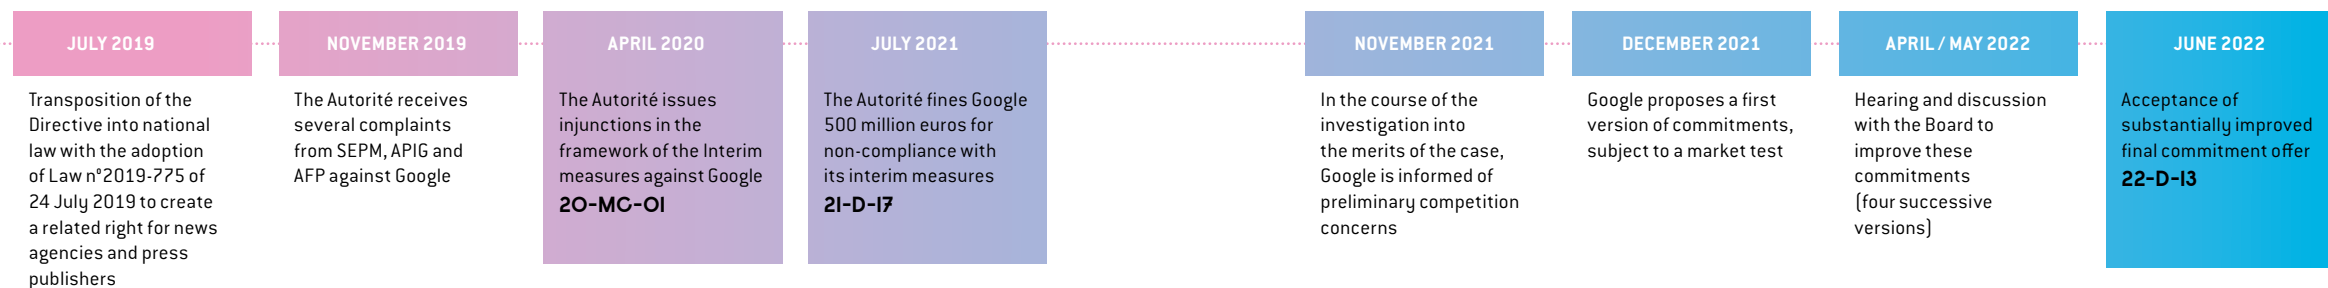 JULY 2019
Transposition of the
Directive into national
law with the adoption
of Law n°2019-775 of
24 July 2019 to create
a related right for news
agencies and press
publishers
NOVEMBER 2019
The Autorité receives
several complaints
from SEPM, APIG and
AFP against Google
APRIL 2020
The Autorité issues
injunctions in the
framework of the Interim
measures against Google
20-MC-01
JULY 2021
The Autorité fines Google
500 million euros for
non-compliance with
its interim measures
21-D-17
NOVEMBER 2021
In the course of the
investigation into
the merits of the case,
Google is informed of
preliminary competition
concerns
DECEMBER 2021
Google proposes a first
version of commitments,
subject to a market test
APRIL / MAY 2022
Hearing and discussion
with the Board to
improve these
commitments
(four successive
versions)
JUNE 2022
Acceptance of
substantially improved
final commitment offer
22-D-13